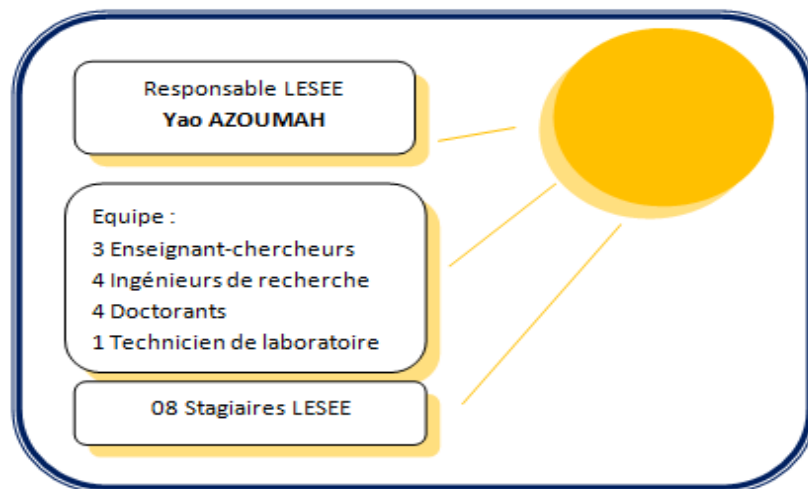 Responsable LESEE
Yao AZOUMAH
Equipe :
3 Enseignant-chercheurs
4 Ingénieurs de recherche
4 Doctorants
1 Technicien de laboratoire
08 Stagiaires LESEE